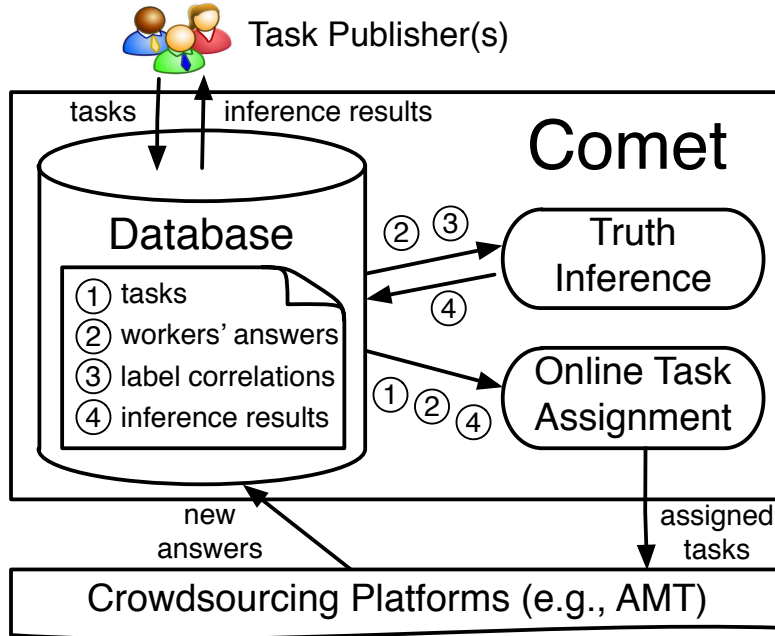 Task Publisher(s)
tasks
inference results
Comet
Database
① tasks
② workers’ answers
③ label correlations
④ inference results
② ③
Truth
Inference
④
① ② ④
Online Task
Assignment
new
answers
assigned
tasks
Crowdsourcing Platforms (e.g., AMT)